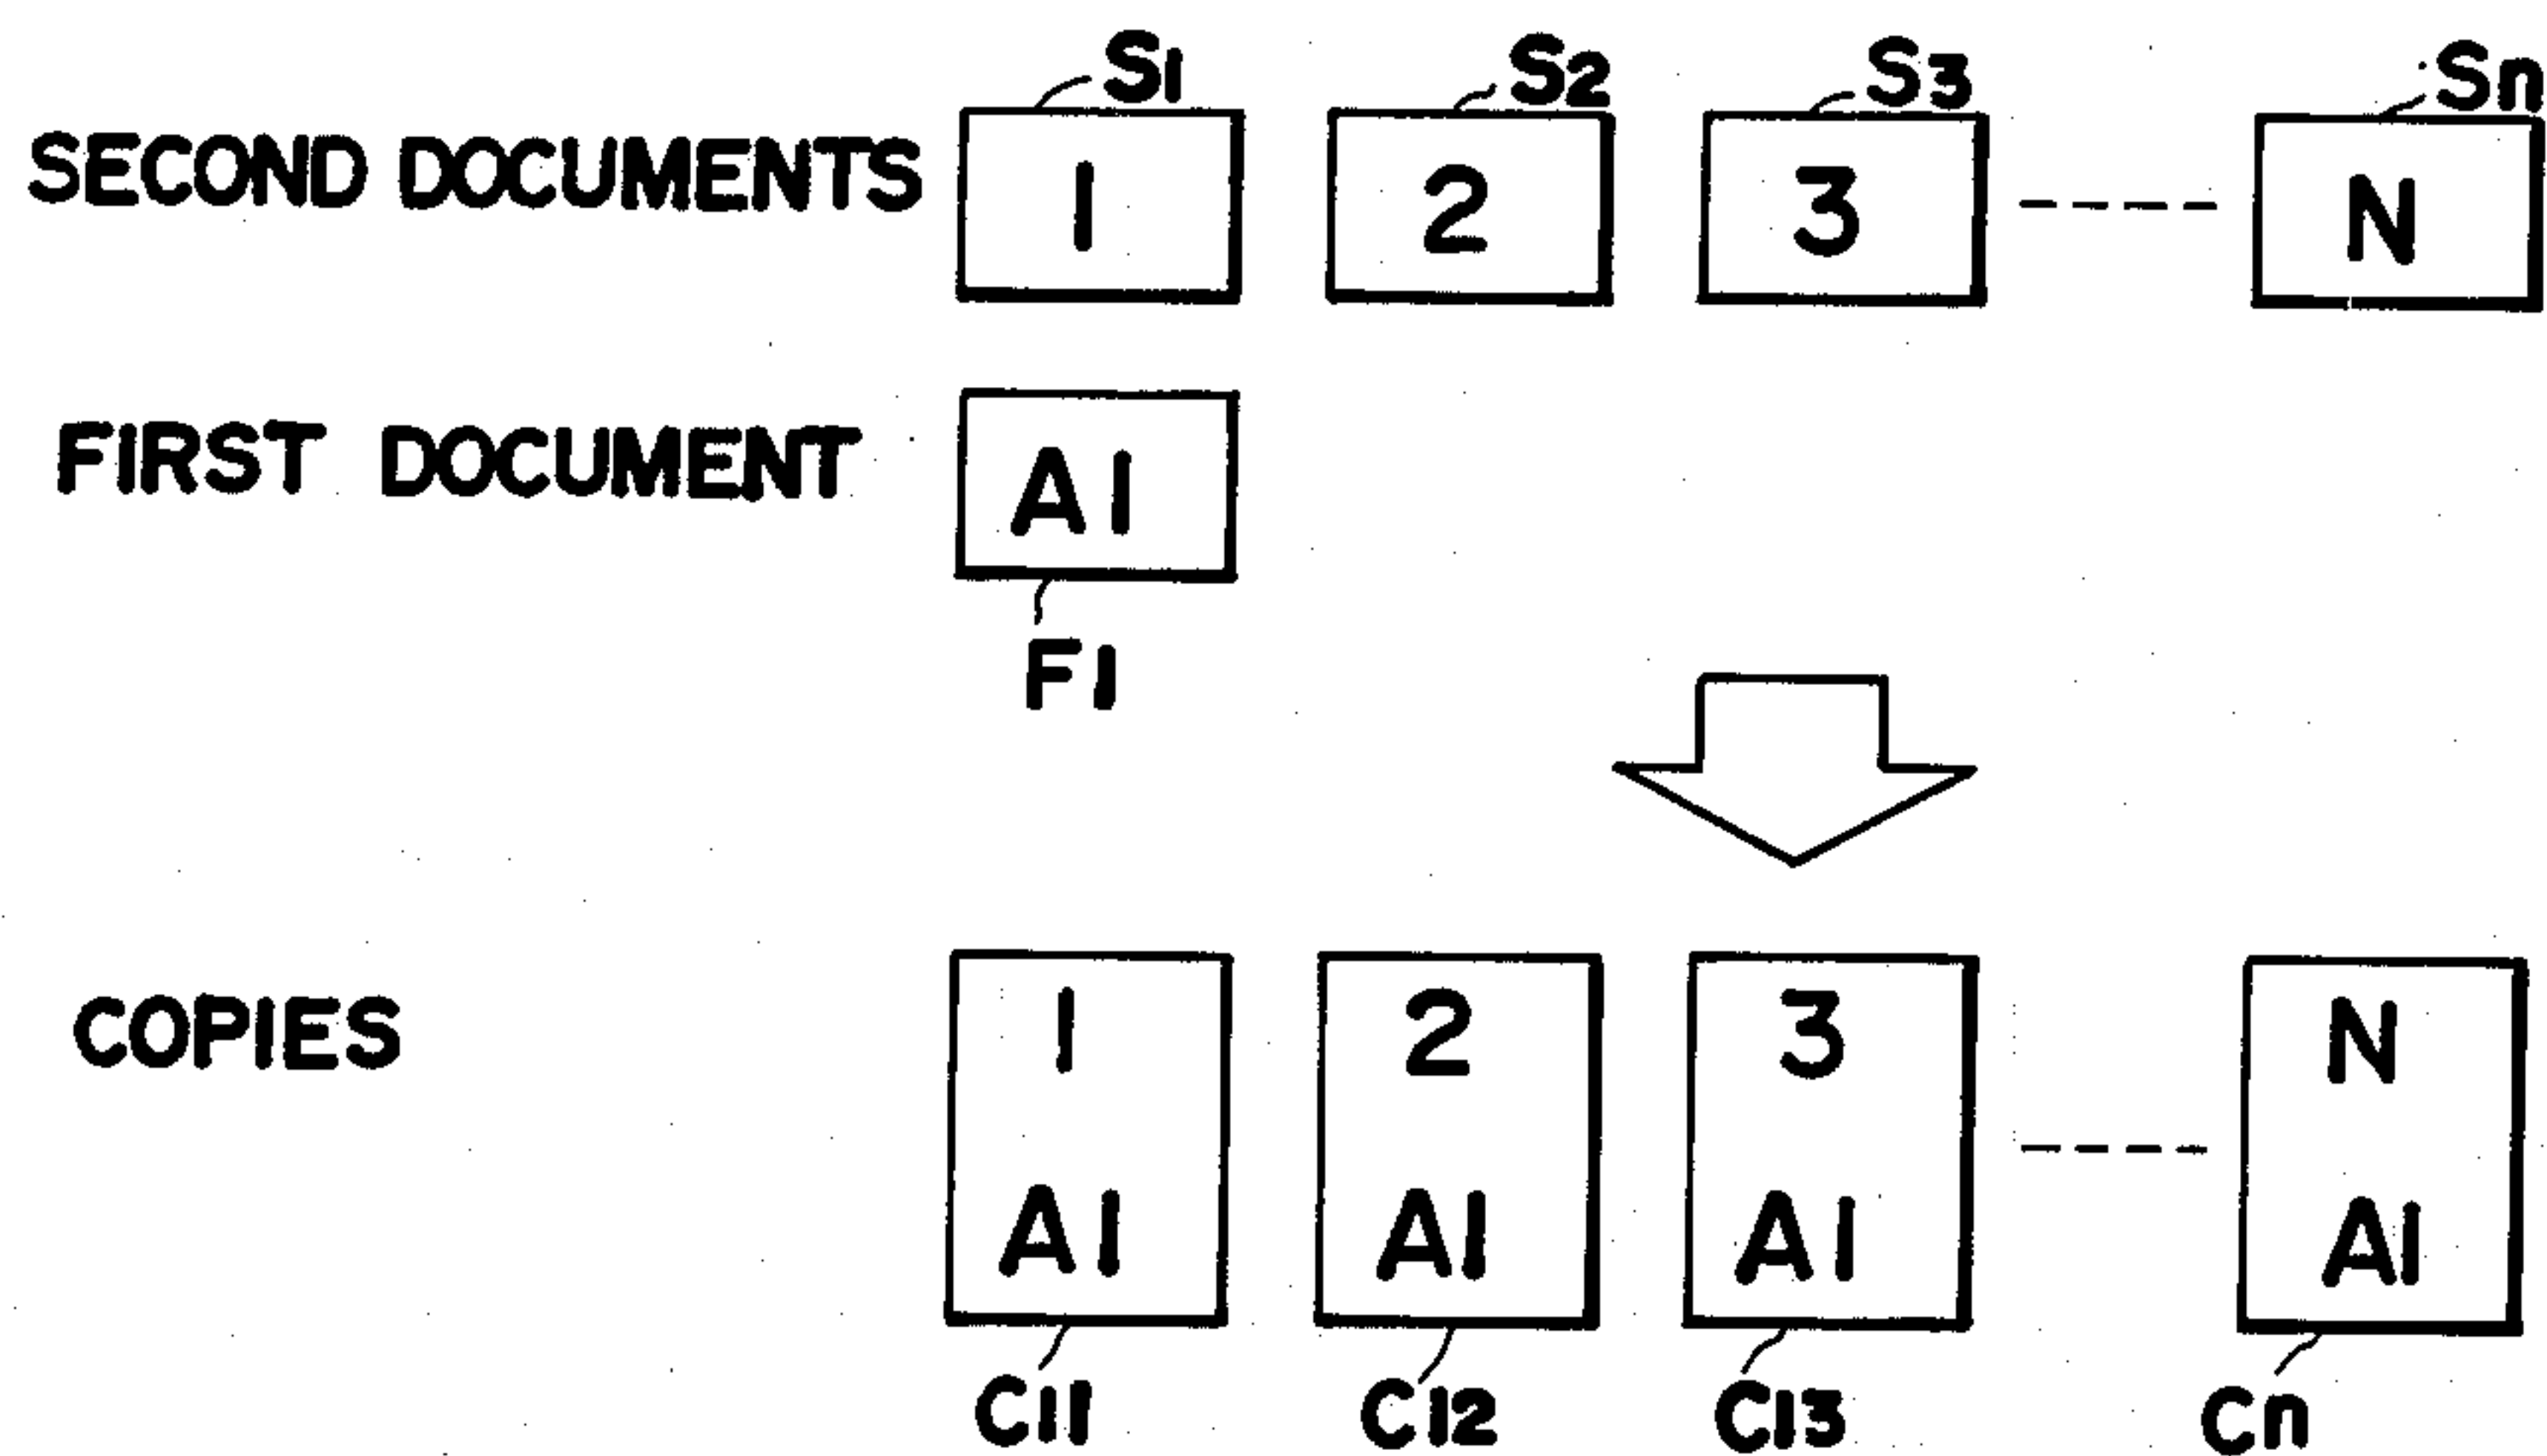 S1 S2 S3 Sn
SECOND DOCUMENTS 1 2 3 N
FIRST DOCUMENT A1
F1
COPIES 1 2 3 N
A1 A1 A1 A1
C11 C12 C13 Cn